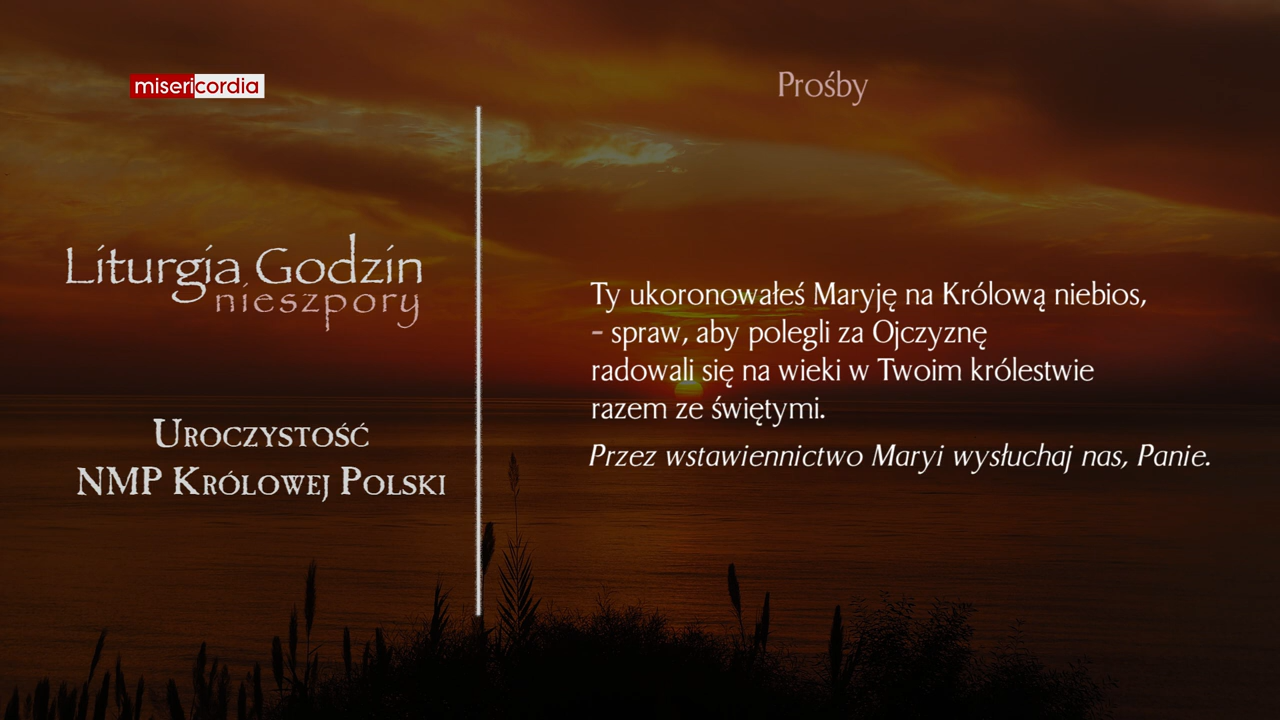 misericordia
Prośby
Liturgia Godzin
nieszpory
Uroczystość
NMP Królowej Polski
Ty ukoronowałeś Maryję na Królową niebios,
- spraw, aby polegli za Ojczyznę
radowali się na wieki w Twoim królestwie
razem ze świętymi.
Przez wstawiennictwo Maryi wysłuchaj nas, Panie.